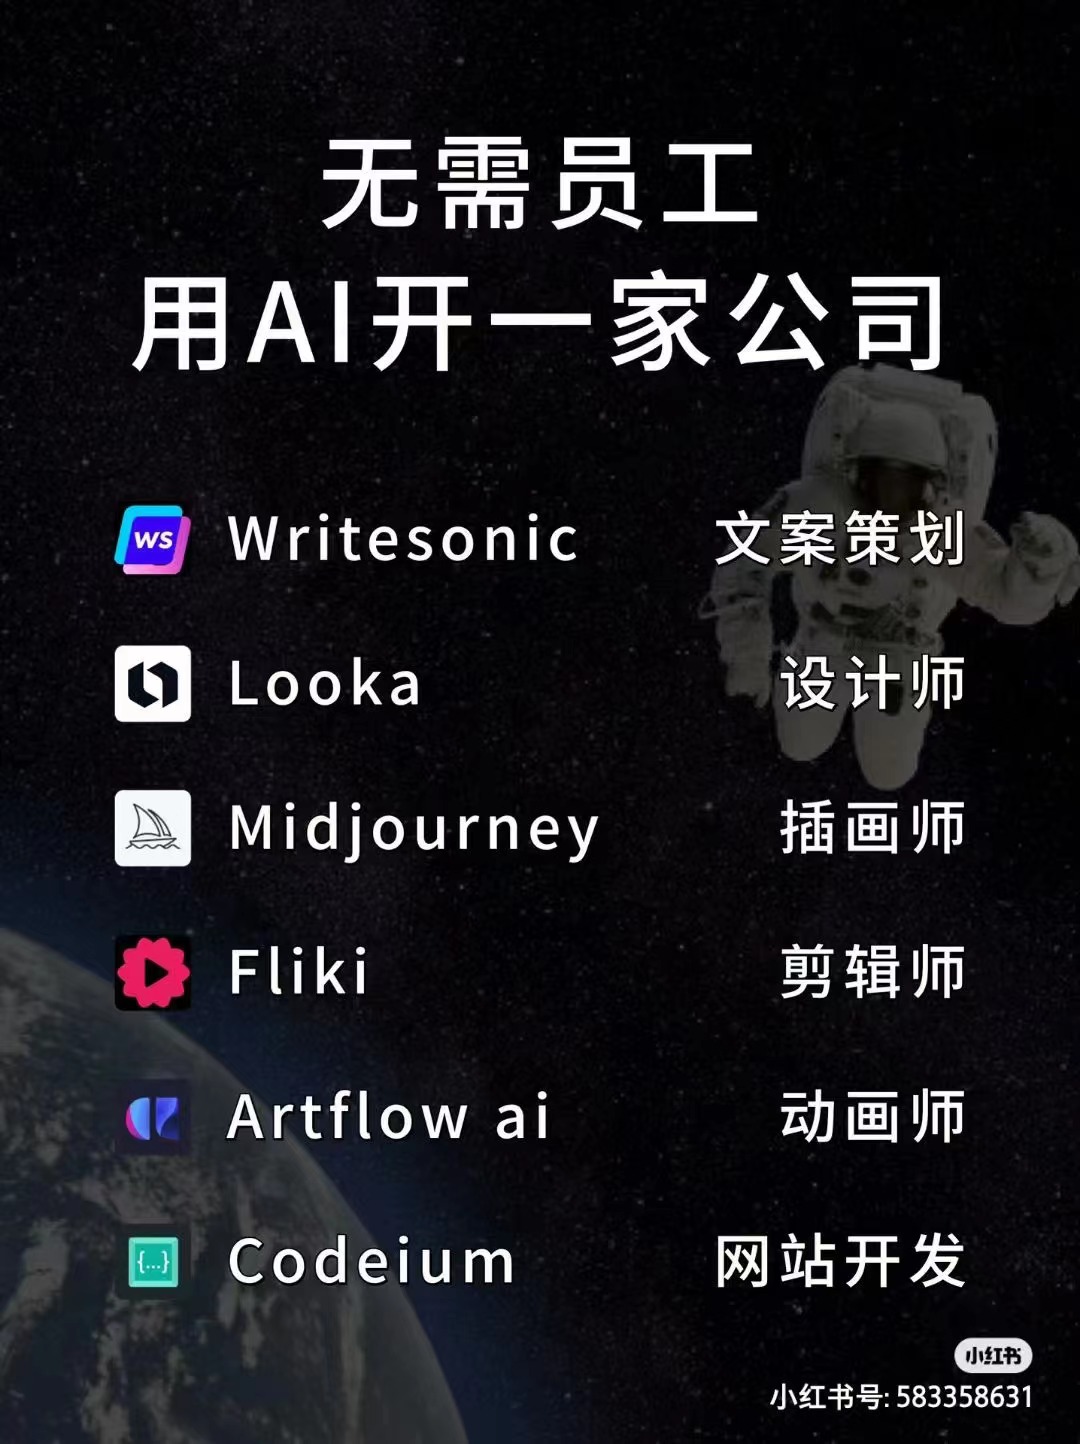 无需员工
用AI开一家公司
WS Writesonic 文案策划
Looka 设计师
Midjourney 插画师
Fliki 剪辑师
Artflow ai 动画师
{...} Codeium 网站开发
小红书
小红书号: 583358631